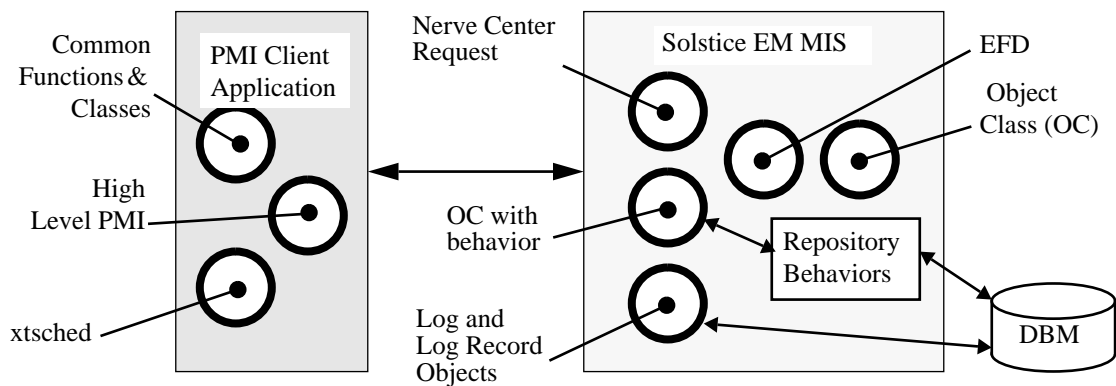 Common
Functions &
Classes
PMI Client
Application
High
Level PMI
xtsched
Nerve Center
Request
Solstice EM MIS
EFD
Object
Class (OC)
OC with
behavior
Repository
Behaviors
Log and
Log Record
Objects
DBM